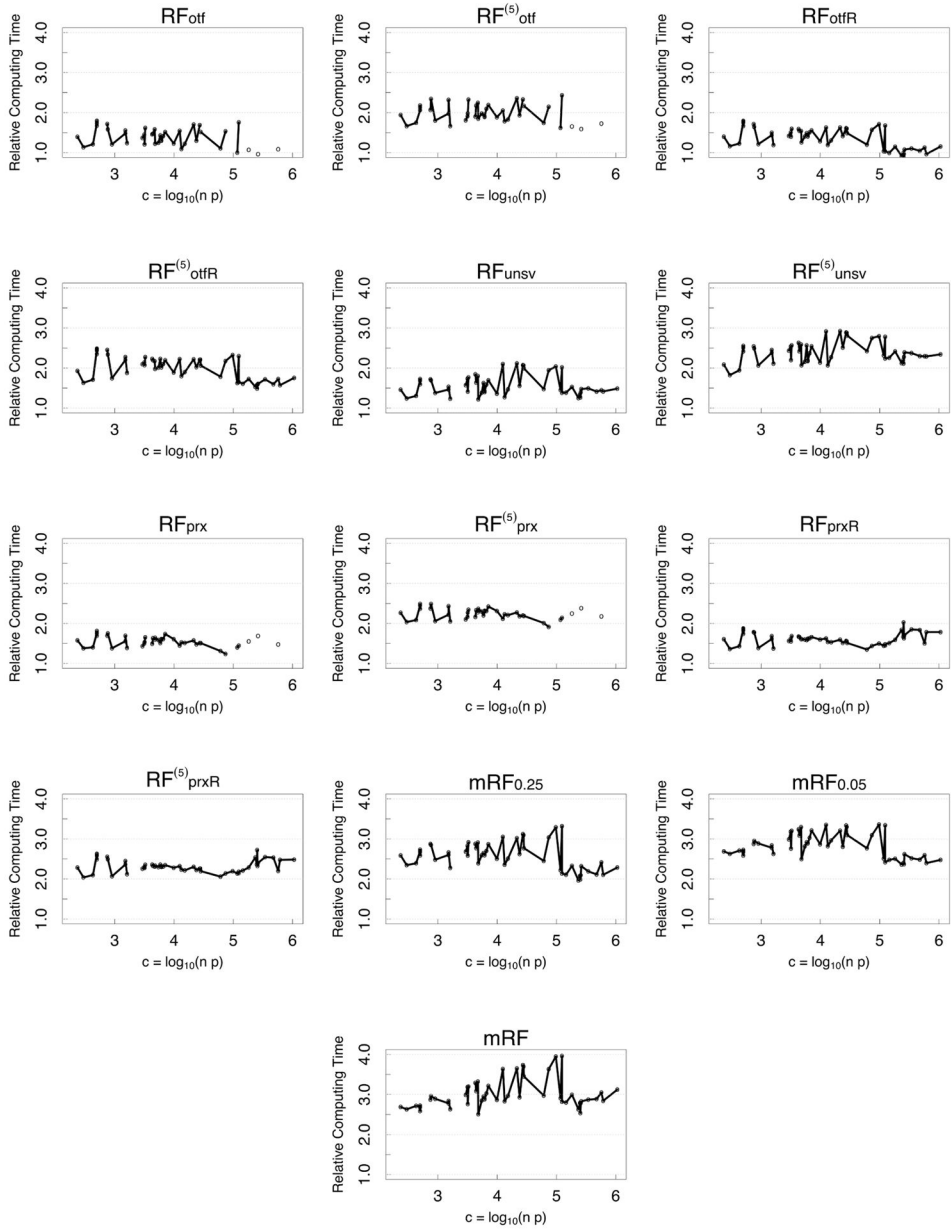 RFotf
RF(5)otf
RFotfR
Relative Computing Time
1.0 2.0 3.0 4.0
3 4 5 6
c = log10(n p)
Relative Computing Time
1.0 2.0 3.0 4.0
3 4 5 6
c = log10(n p)
Relative Computing Time
1.0 2.0 3.0 4.0
3 4 5 6
c = log10(n p)
RF(5)otfR
RFunsv
RF(5)unsv
Relative Computing Time
1.0 2.0 3.0 4.0
3 4 5 6
c = log10(n p)
Relative Computing Time
1.0 2.0 3.0 4.0
3 4 5 6
c = log10(n p)
Relative Computing Time
1.0 2.0 3.0 4.0
3 4 5 6
c = log10(n p)
RFprx
RF(5)prx
RFprxR
Relative Computing Time
1.0 2.0 3.0 4.0
3 4 5 6
c = log10(n p)
Relative Computing Time
1.0 2.0 3.0 4.0
3 4 5 6
c = log10(n p)
Relative Computing Time
1.0 2.0 3.0 4.0
3 4 5 6
c = log10(n p)
RF(5)prxR
mRF0.25
mRF0.05
Relative Computing Time
1.0 2.0 3.0 4.0
3 4 5 6
c = log10(n p)
Relative Computing Time
1.0 2.0 3.0 4.0
3 4 5 6
c = log10(n p)
Relative Computing Time
1.0 2.0 3.0 4.0
3 4 5 6
c = log10(n p)
mRF
Relative Computing Time
1.0 2.0 3.0 4.0
3 4 5 6
c = log10(n p)